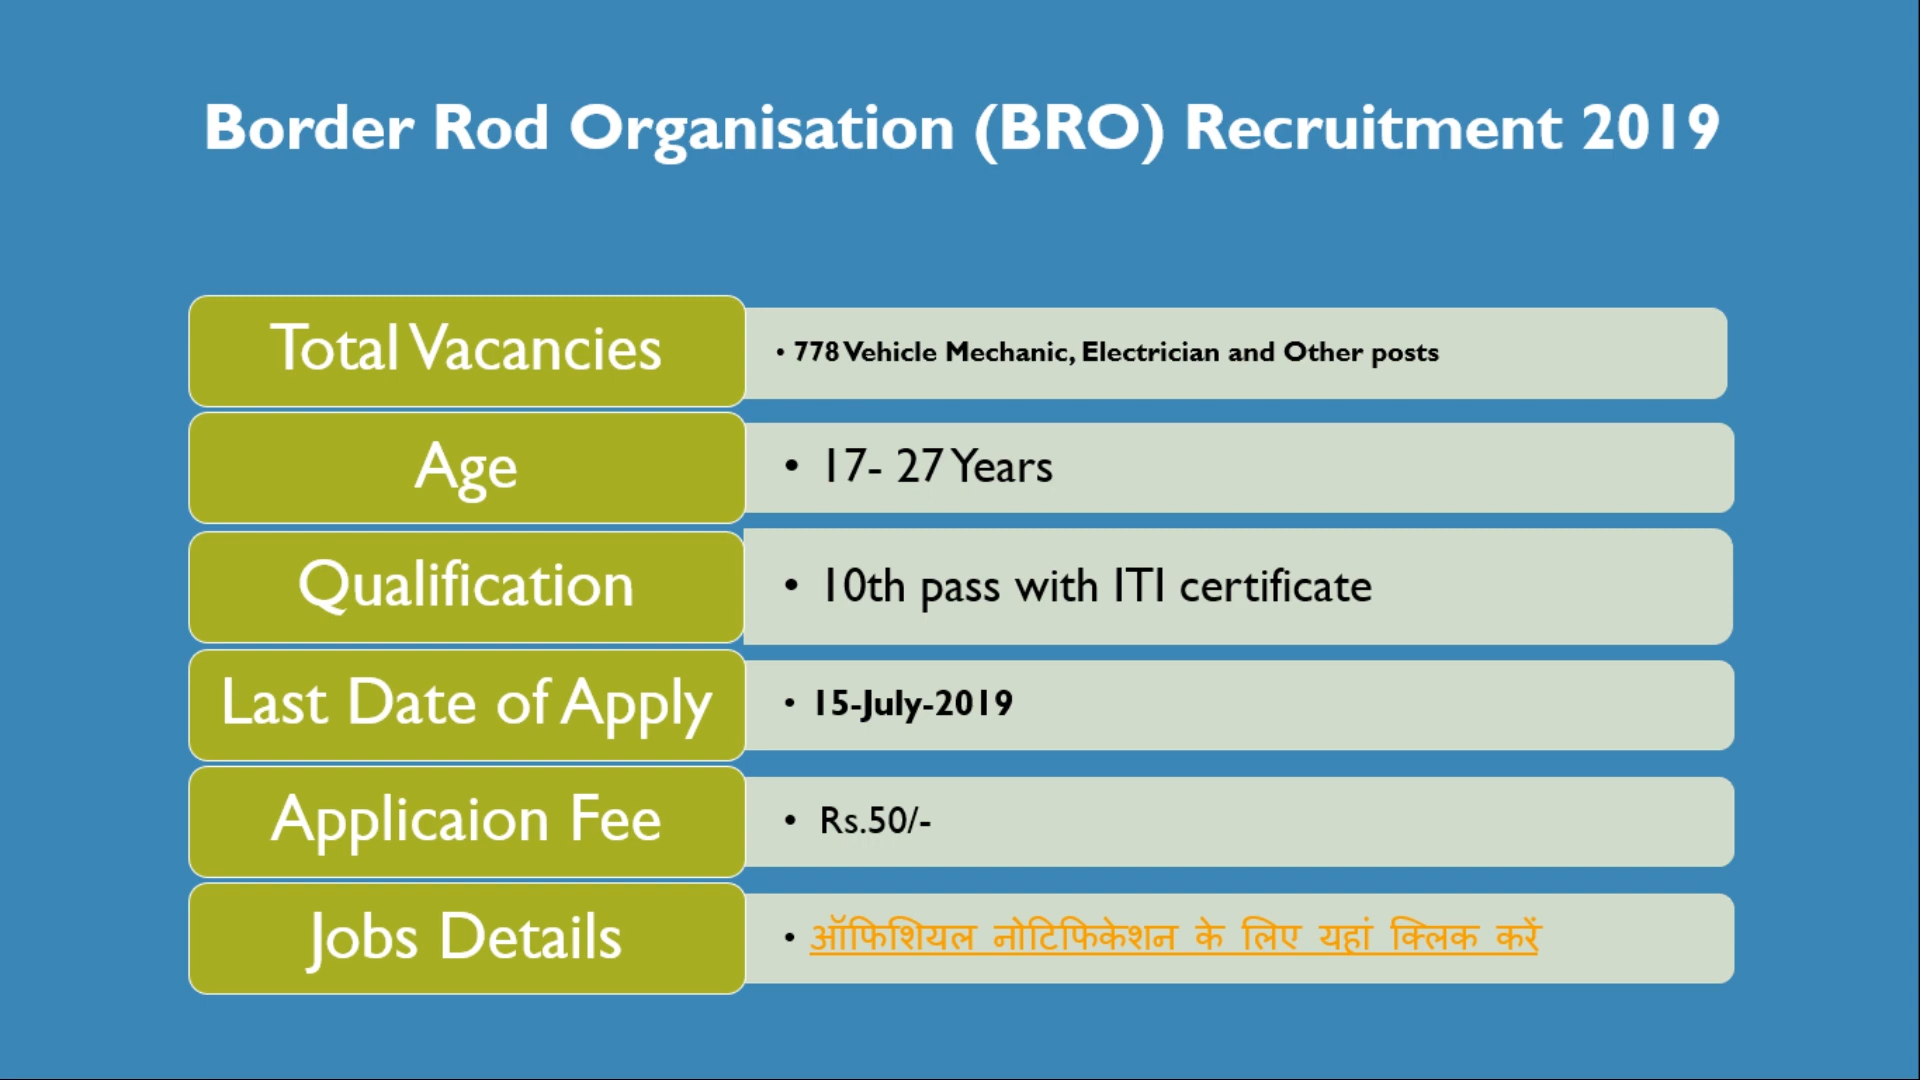 Border Rod Organisation (BRO) Recruitment 2019
Total Vacancies
• 778 Vehicle Mechanic, Electrician and Other posts
Age
• 17- 27 Years
Qualification
• 10th pass with ITI certificate
Last Date of Apply
• 15-July-2019
Applicaion Fee
• Rs.50/-
Jobs Details
• ऑफिशियल नोटिफिकेशन के लिए यहां क्लिक करें